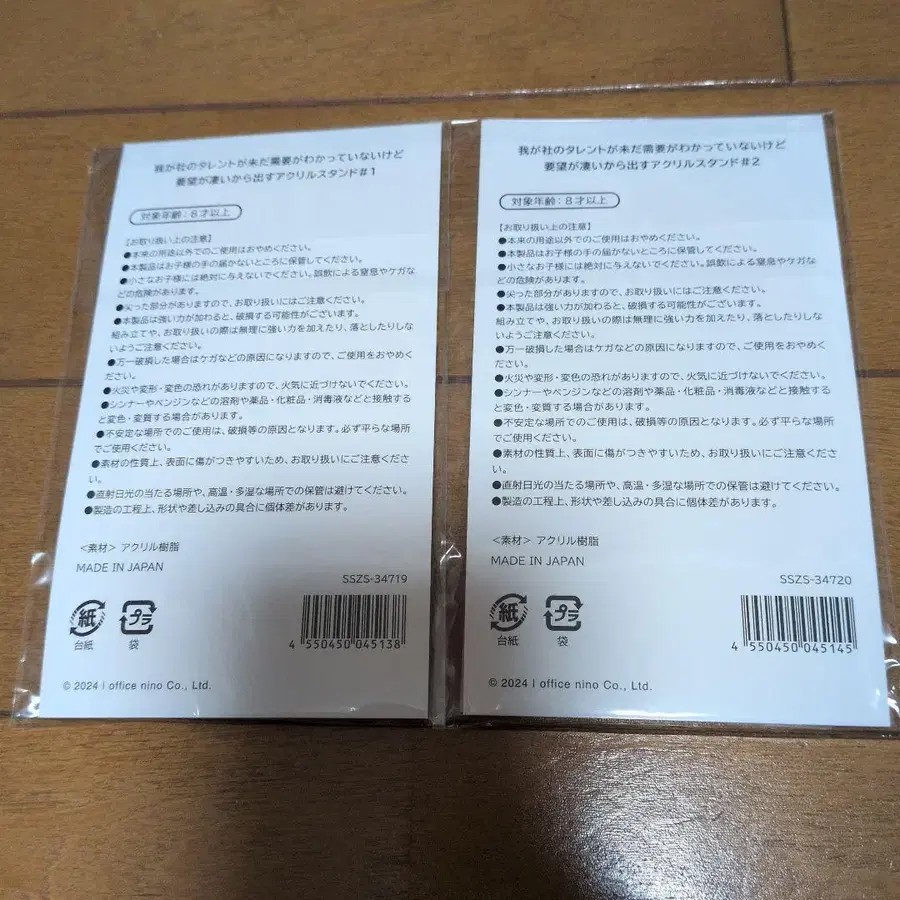 我が社のタレントが未だ需要がわかっていないけど
要望が凄いから出すアクリルスタンド#1
対象年齢：8才以上
【お取り扱い上の注意】
●本来の用途以外でのご使用はおやめください。
●本製品はお子様の手の届かないところに保管してください。
●小さなお子様には絶対に与えないでください。誤飲による窒息やケガな
どの危険があります。
●尖った部分がありますので、お取り扱いにはご注意ください。
●本製品は強い力が加わると、破損する可能性がございます。
組み立てや、お取り扱いの際は無理に強い力を加えたり、落としたりしな
いようご注意ください。
●万一破損した場合はケガなどの原因になりますので、ご使用をおやめく
ださい。
●火災や変形・変色の恐れがありますので、火気に近づけないでください。
●シンナーやベンジンなどの溶剤や薬品・化粧品・消毒液などと接触する
と変色・変質する場合があります。
●不安定な場所でのご使用は、破損等の原因となります。必ず平らな場所
でご使用ください。
●素材の性質上、表面に傷がつきやすいため、お取り扱いにご注意くださ
い。
●直射日光の当たる場所や、高温・多湿な場所での保管は避けてください。
●製造の工程上、形状や差し込みの具合に個体差があります。
＜素材＞ アクリル樹脂
MADE IN JAPAN
SSZS-34719
紙
台紙
プラ
袋
4 550450 045138
© 2024 I office nino Co., Ltd.
我が社のタレントが未だ需要がわかっていないけど
要望が凄いから出すアクリルスタンド#2
対象年齢：8才以上
【お取り扱い上の注意】
●本来の用途以外でのご使用はおやめください。
●本製品はお子様の手の届かないところに保管してください。
●小さなお子様には絶対に与えないでください。誤飲による窒息やケガな
どの危険があります。
●尖った部分がありますので、お取り扱いにはご注意ください。
●本製品は強い力が加わると、破損する可能性がございます。
組み立てや、お取り扱いの際は無理に強い力を加えたり、落としたりしな
いようご注意ください。
●万一破損した場合はケガなどの原因になりますので、ご使用をおやめく
ださい。
●火災や変形・変色の恐れがありますので、火気に近づけないでください。
●シンナーやベンジンなどの溶剤や薬品・化粧品・消毒液などと接触する
と変色・変質する場合があります。
●不安定な場所でのご使用は、破損等の原因となります。必ず平らな場所
でご使用ください。
●素材の性質上、表面に傷がつきやすいため、お取り扱いにご注意くださ
い。
●直射日光の当たる場所や、高温・多湿な場所での保管は避けてください。
●製造の工程上、形状や差し込みの具合に個体差があります。
＜素材＞ アクリル樹脂
MADE IN JAPAN
SSZS-34720
紙
台紙
プラ
袋
4 550450 045145
© 2024 I office nino Co., Ltd.